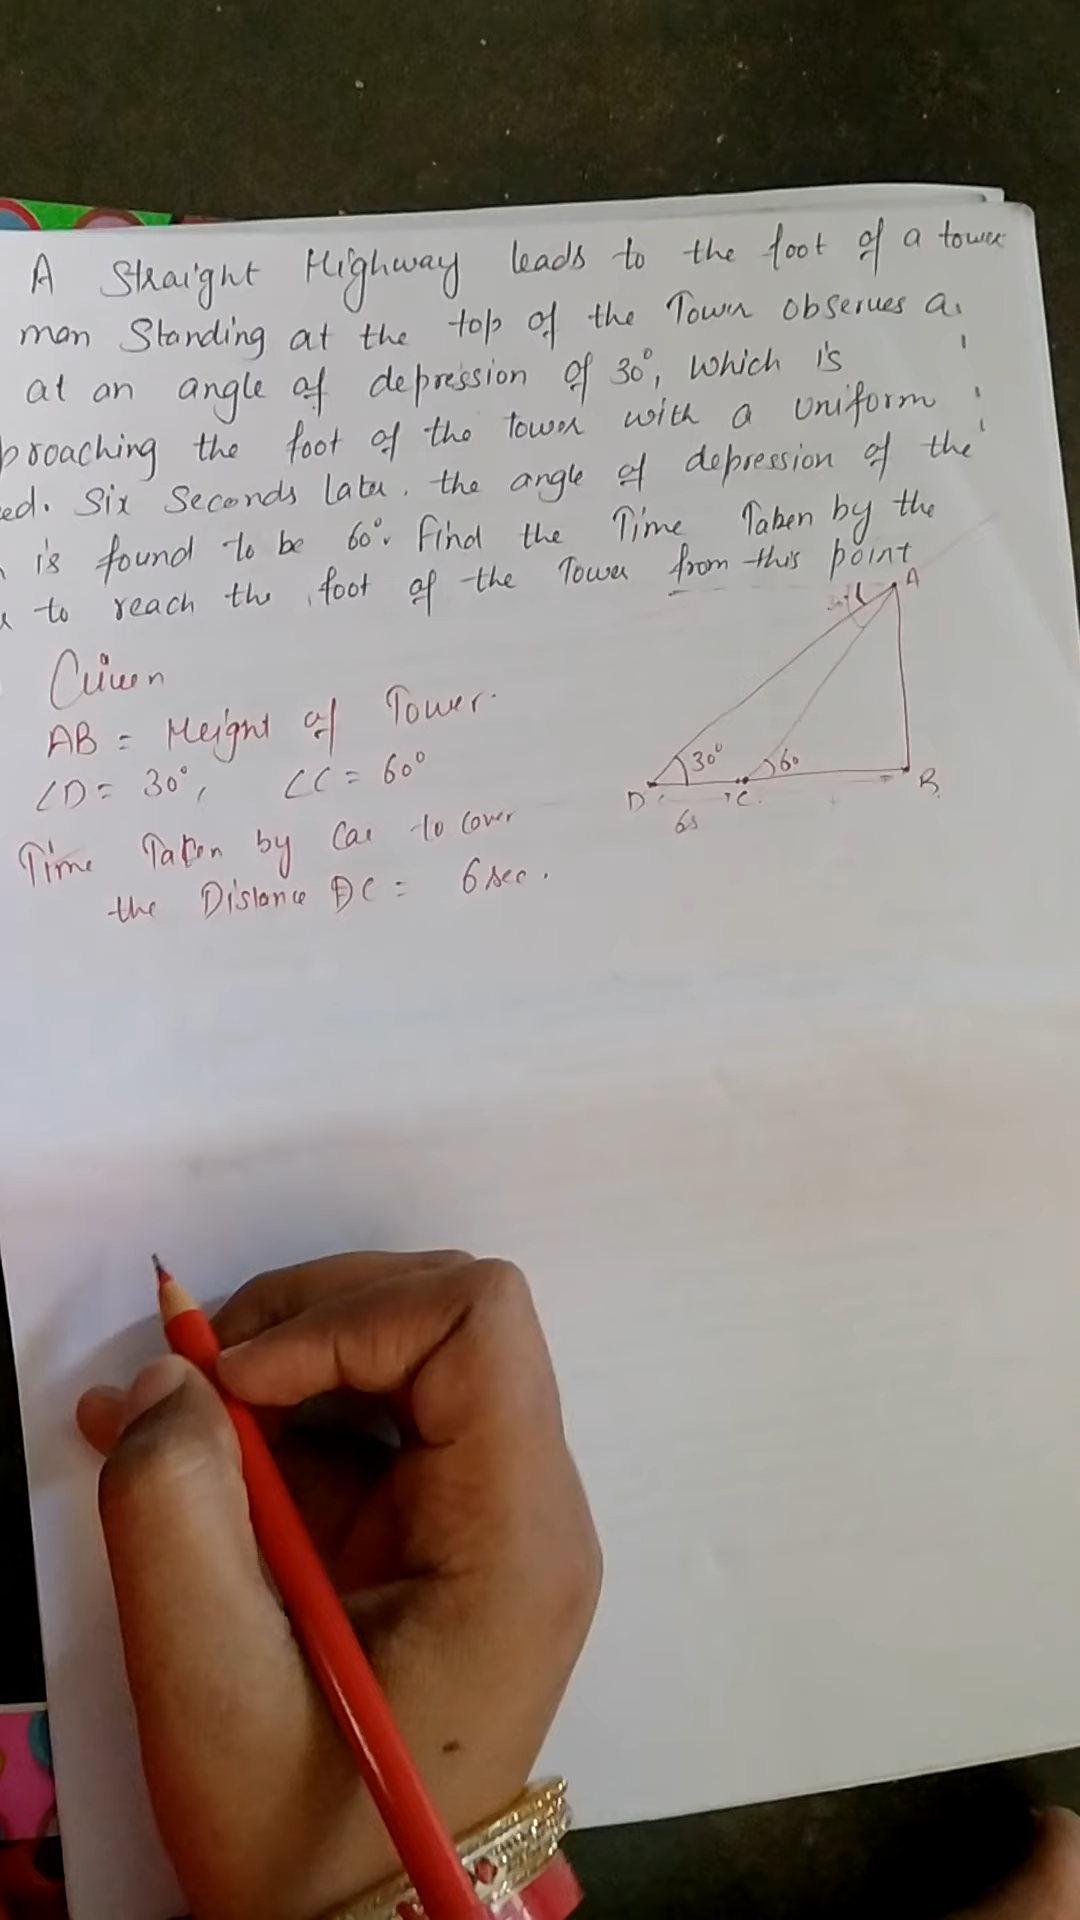 A Straight Highway leads to the foot of a tower
man Standing at the top of the Tower observes a
at an angle of depression of 30°, which is
proaching the foot of the tower with a uniform
ed. Six Seconds Later, the angle of depression of the
is found to be 60°. Find the Time Taken by the
to reach the foot of the Tower from this point
A
Given
AB = Height of Tower.
∠D = 30°, ∠C = 60°
30° 60
D C B
6s
Time Taken by Car to cover
the Distance DC = 6 sec.